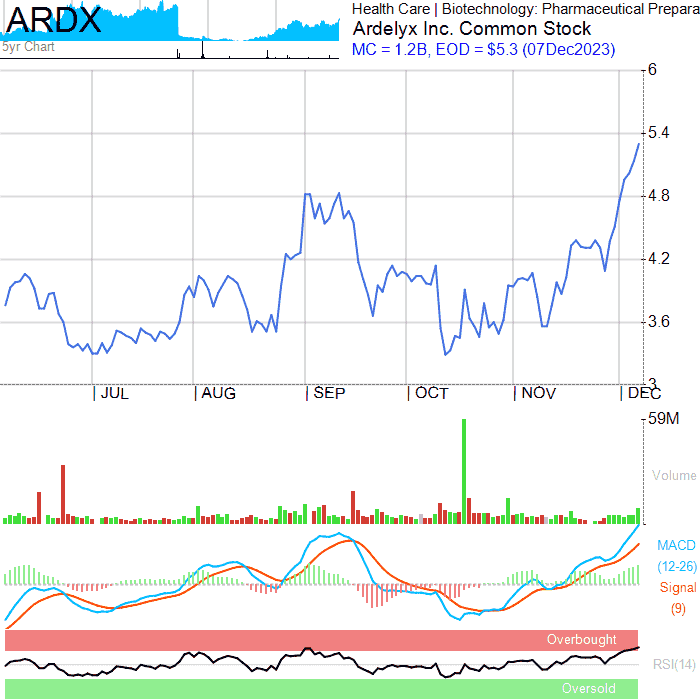 ARDX
5yr Chart
Health Care | Biotechnology: Pharmaceutical Prepara
Ardelyx Inc. Common Stock
MC = 1.2B, EOD = $5.3 (07Dec2023)
6
5.4
4.8
4.2
3.6
3
JUL AUG SEP OCT NOV DEC
59M
Volume
MACD
(12-26)
Signal
(9)
Overbought
RSI(14)
Oversold